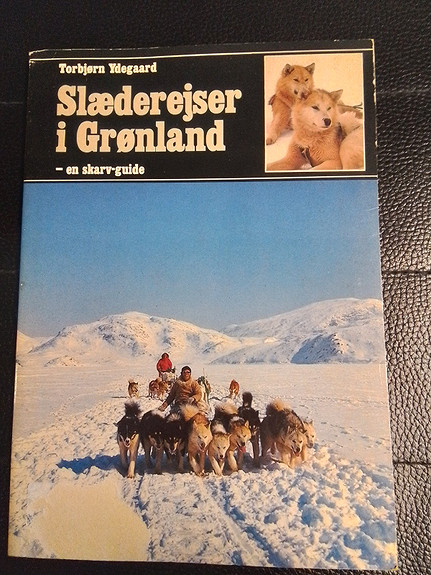 Torbjørn Ydegaard
Slæderejser
i Grønland
– en skarv-guide